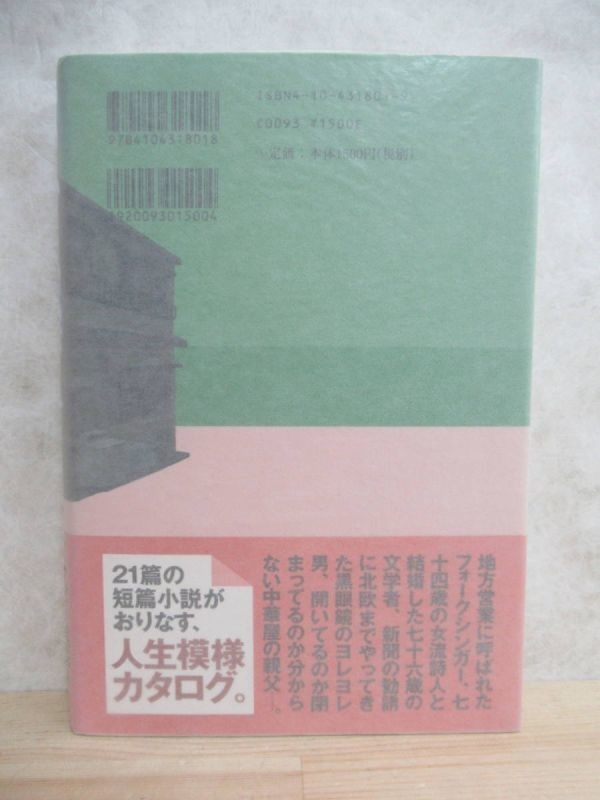 9784104318018
1920093015004
C0093 ¥1500E
定価：本体1500円(税別)
21篇の
短篇小説が
おりなす、
人生模様
カタログ。
地方営業に呼ばれた
フォークシンガー、七
十四歳の女流詩人と
結婚した七十六歳の
文学者、新聞の勧誘
に北欧までやってき
た黒眼鏡のヨレヨレ
男、開いてるのか閉
まってるのか分から
ない中華屋の親父―。